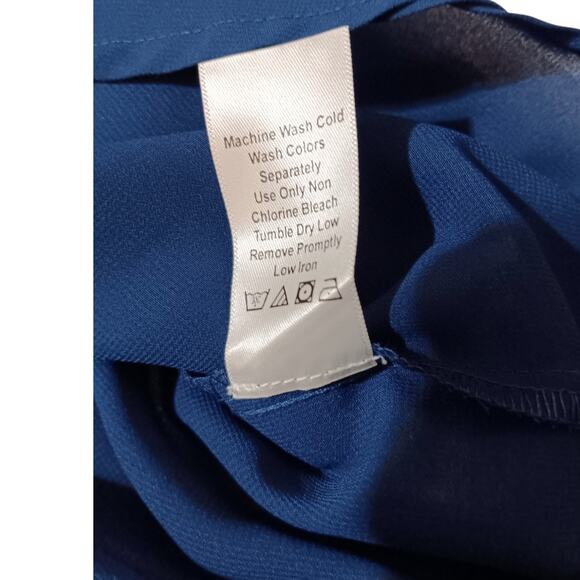 Machine Wash Cold
Wash Colors
Separately
Use Only Non
Chlorine Bleach
Tumble Dry Low
Remove Promptly
Low Iron